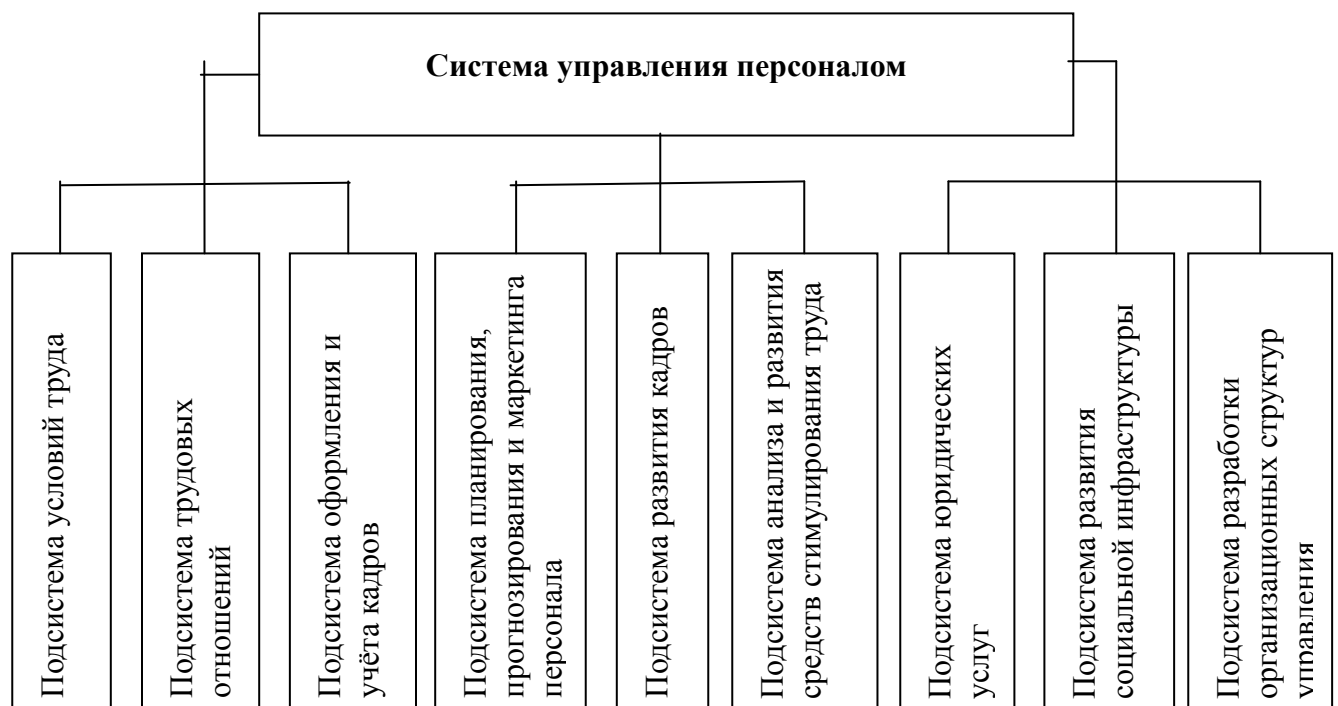 Система управления персоналом
Подсистема условий труда
Подсистема трудовых
отношений
Подсистема оформления и
учёта кадров
Подсистема планирования,
прогнозирования и маркетинга
персонала
Подсистема развития кадров
Подсистема анализа и развития
средств стимулирования труда
Подсистема юридических
услуг
Подсистема развития
социальной инфраструктуры
Подсистема разработки
организационных структур
управления